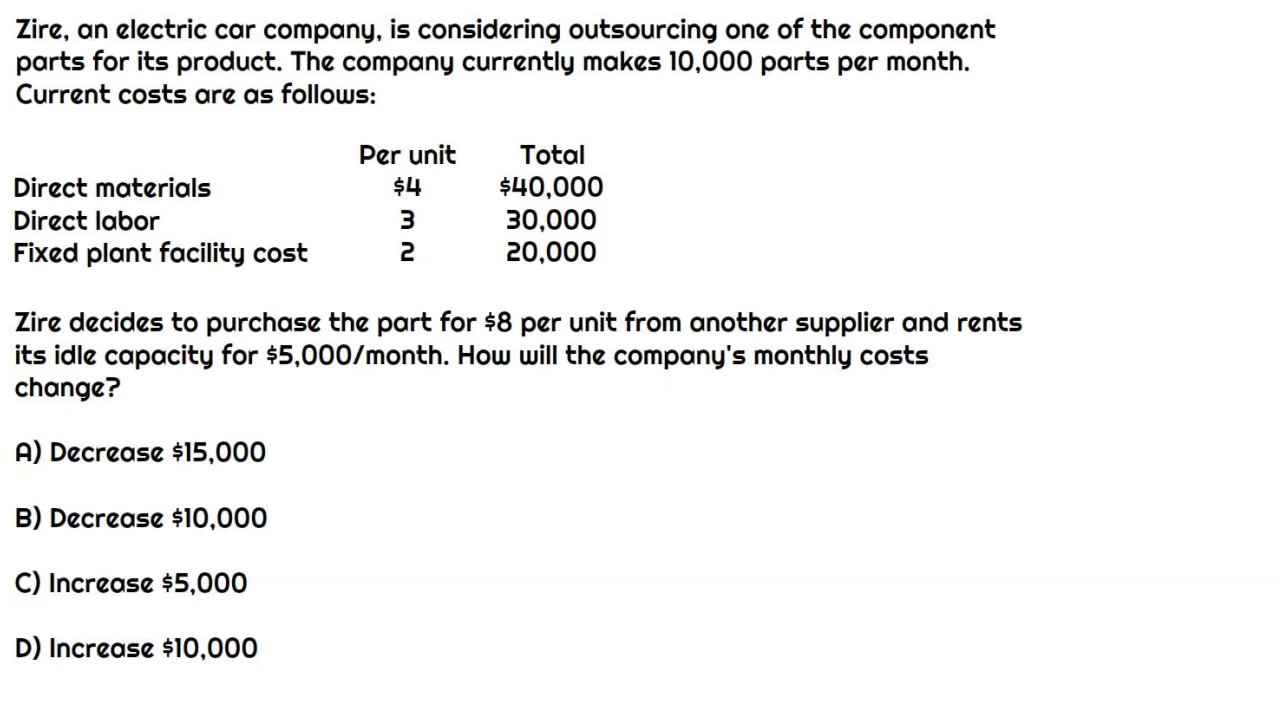 Zire, an electric car company, is considering outsourcing one of the component
parts for its product. The company currently makes 10,000 parts per month.
Current costs are as follows:
Per unit Total
Direct materials $4 $40,000
Direct labor 3 30,000
Fixed plant facility cost 2 20,000
Zire decides to purchase the part for $8 per unit from another supplier and rents
its idle capacity for $5,000/month. How will the company's monthly costs
change?
A) Decrease $15,000
B) Decrease $10,000
C) Increase $5,000
D) Increase $10,000